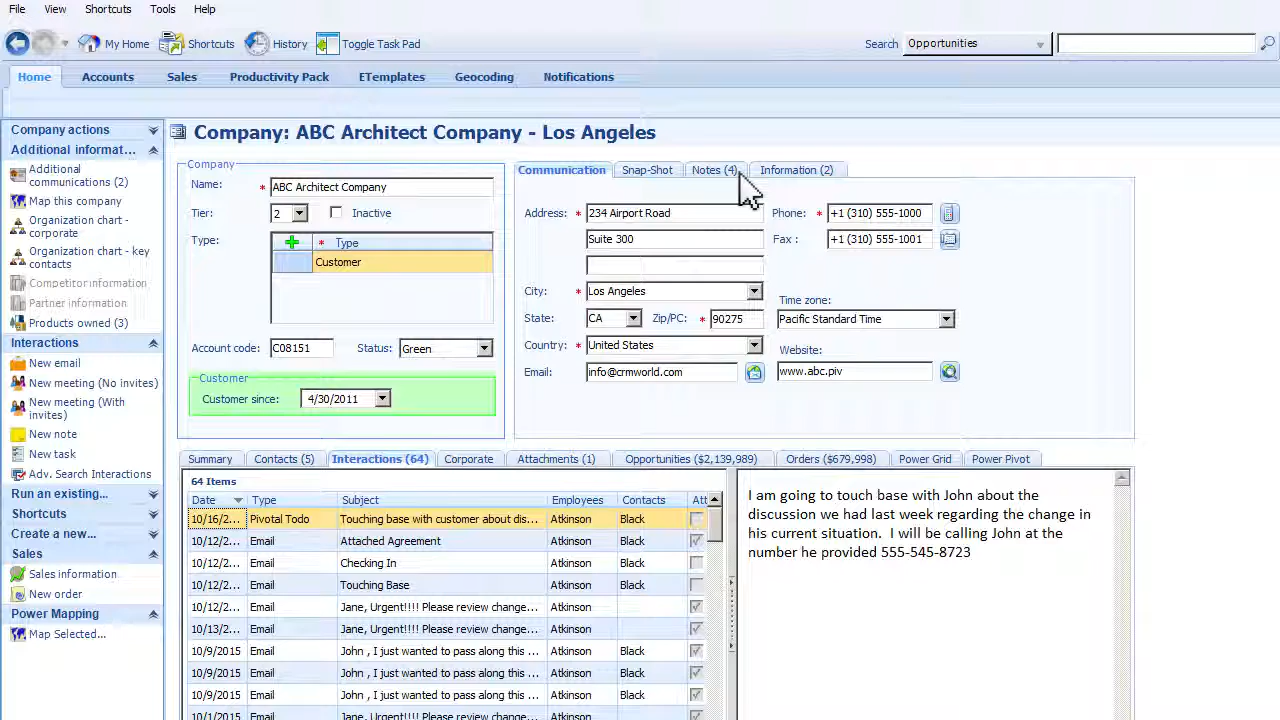 File View Shortcuts Tools Help
My Home Shortcuts History Toggle Task Pad Search Opportunities
Home Accounts Sales Productivity Pack ETemplates Geocoding Notifications
Company: ABC Architect Company - Los Angeles
Company actions
Additional informat...
Additional
communications (2)
Map this company
Organization chart -
corporate
Organization chart - key
contacts
Competitor information
Partner information
Products owned (3)
Interactions
New email
New meeting (No invites)
New meeting (With
invites)
New note
New task
Adv. Search Interactions
Run an existing...
Shortcuts
Create a new...
Sales
Sales information
New order
Power Mapping
Map Selected...
Company
Name: * ABC Architect Company
Tier: 2 Inactive
Type: * Type
Customer
Account code: C08151 Status: Green
Customer
Customer since: 4/30/2011
Communication Snap-Shot Notes (4) Information (2)
Address: * 234 Airport Road Phone: * +1 (310) 555-1000
Suite 300 Fax : +1 (310) 555-1001
City: * Los Angeles
Time zone:
State: CA Zip/PC: * 90275 Pacific Standard Time
Country: * United States
Website:
Email: info@crmworld.com www.abc.piv
Summary Contacts (5) Interactions (64) Corporate Attachments (1) Opportunities ($2,139,989) Orders ($679,998) Power Grid Power Pivot
64 Items
Date Type Subject Employees Contacts Att
10/16/2... Pivotal Todo Touching base with customer about dis... Atkinson Black
10/12/2... Email Attached Agreement Atkinson Black
10/12/2... Email Checking In Atkinson Black
10/12/2... Email Touching Base Atkinson Black
10/12/2... Email Jane, Urgent!!!! Please review change... Atkinson
10/13/2... Email Jane, Urgent!!!! Please review change... Atkinson
10/9/2015 Email John , I just wanted to pass along this ... Atkinson Black
10/9/2015 Email John , I just wanted to pass along this ... Atkinson Black
10/9/2015 Email John , I just wanted to pass along this ... Atkinson Black
10/1/2015 Email Jane, Urgent!!!! Please review change... Atkinson
I am going to touch base with John about the
discussion we had last week regarding the change in
his current situation. I will be calling John at the
number he provided 555-545-8723